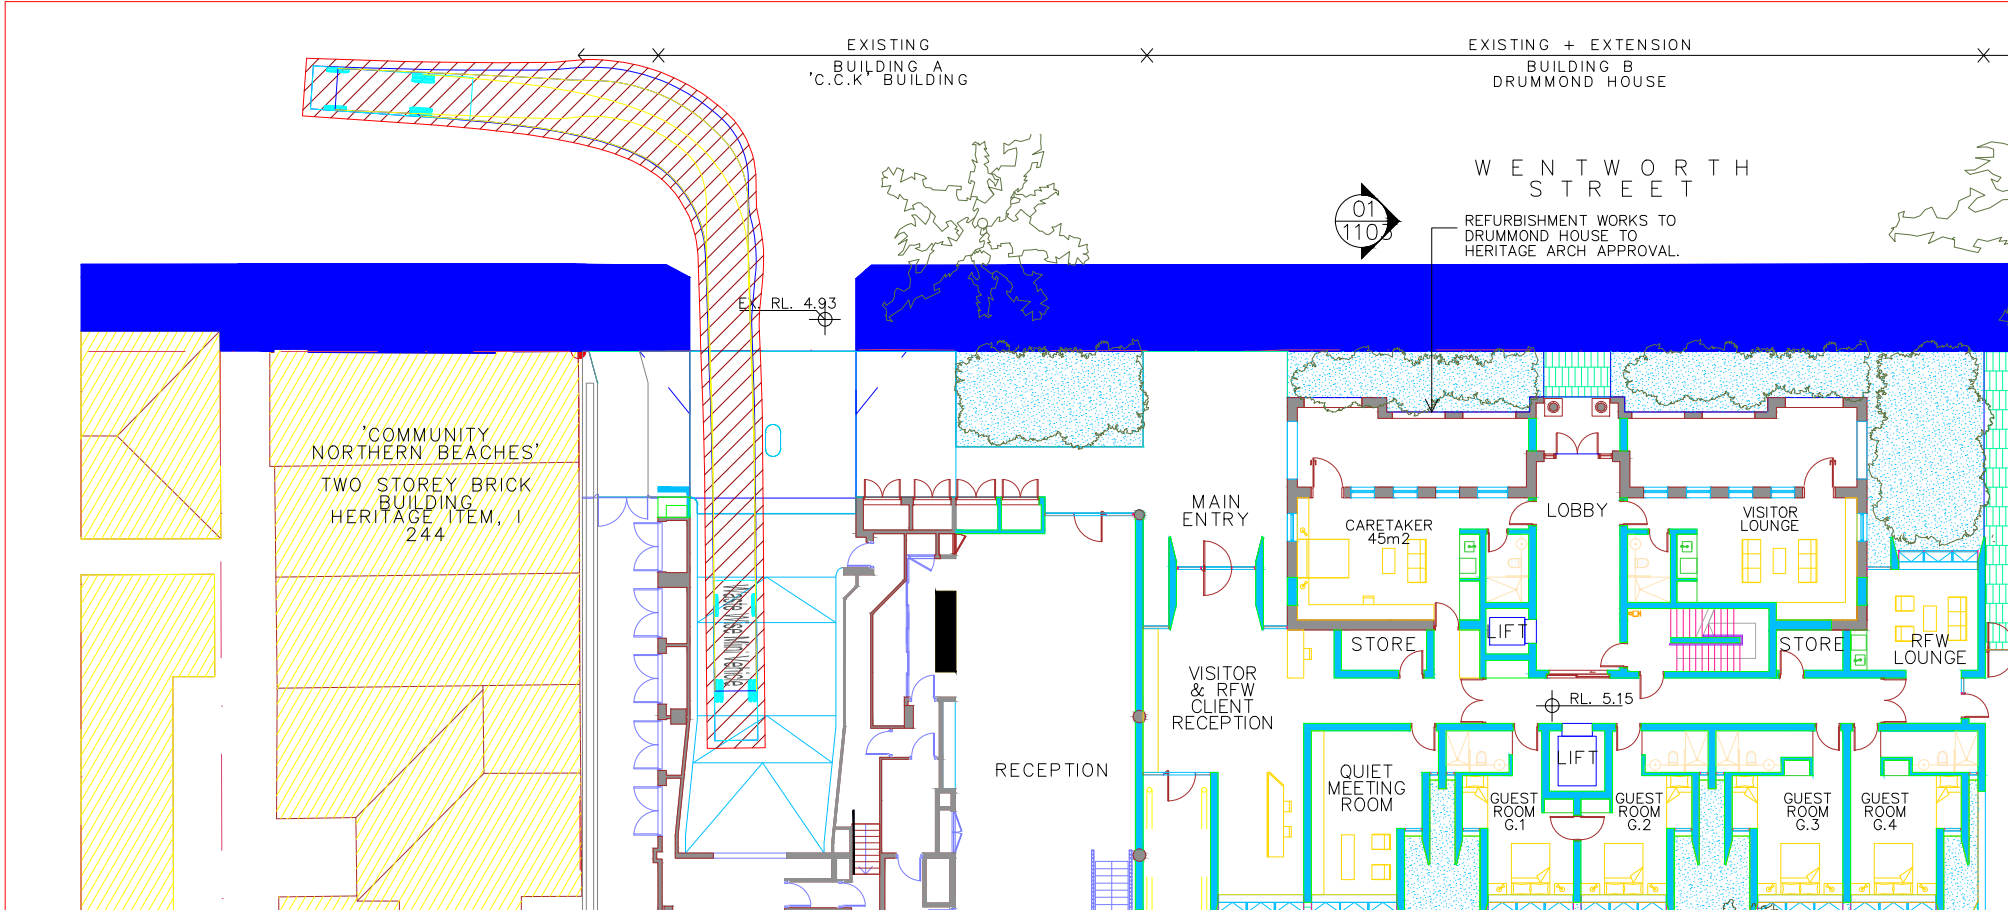 EXISTING
BUILDING A
'C.C.K' BUILDING
EXISTING + EXTENSION
BUILDING B
DRUMMOND HOUSE
WENTWORTH
STREET
01
1103
REFURBISHMENT WORKS TO
DRUMMOND HOUSE TO
HERITAGE ARCH APPROVAL.
EX. RL. 4.93
'COMMUNITY
NORTHERN BEACHES'
TWO STOREY BRICK
BUILDING
HERITAGE ITEM, I
244
MAIN
ENTRY
CARETAKER
45m2
LOBBY
VISITOR
LOUNGE
LIFT
STORE
STORE
RFW
LOUNGE
VISITOR
& RFW
CLIENT
RECEPTION
RL. 5.15
RECEPTION
QUIET
MEETING
ROOM
LIFT
GUEST
ROOM
G.1
GUEST
ROOM
G.2
GUEST
ROOM
G.3
GUEST
ROOM
G.4